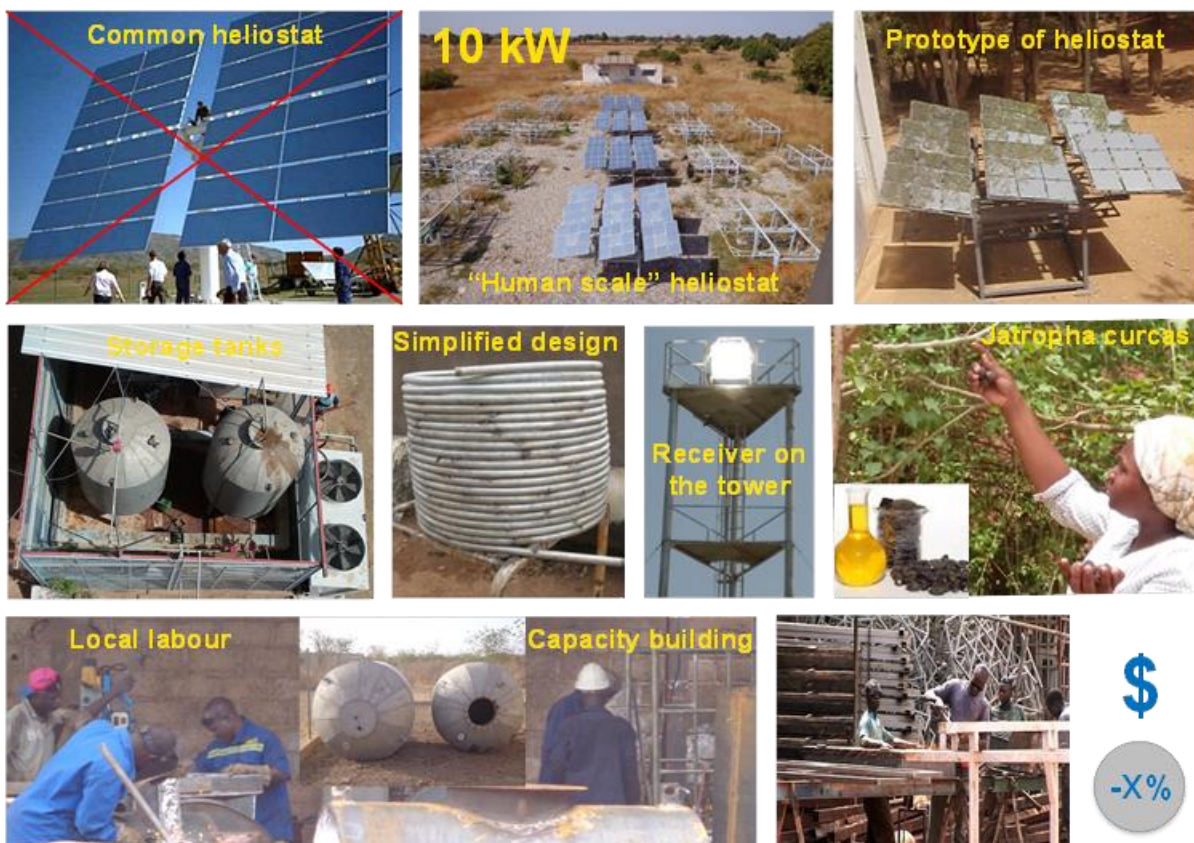 Common heliostat
10 kW
"Human scale" heliostat
Prototype of heliostat
Storage tanks
Simplified design
Receiver on
the tower
Jatropha curcas
Local labour
Capacity building
$
-X%